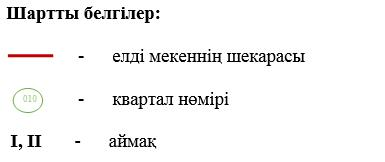 Шартты белгілер:
- елді мекеннің шекарасы
010 - квартал нөмірі
I, II - аймақ